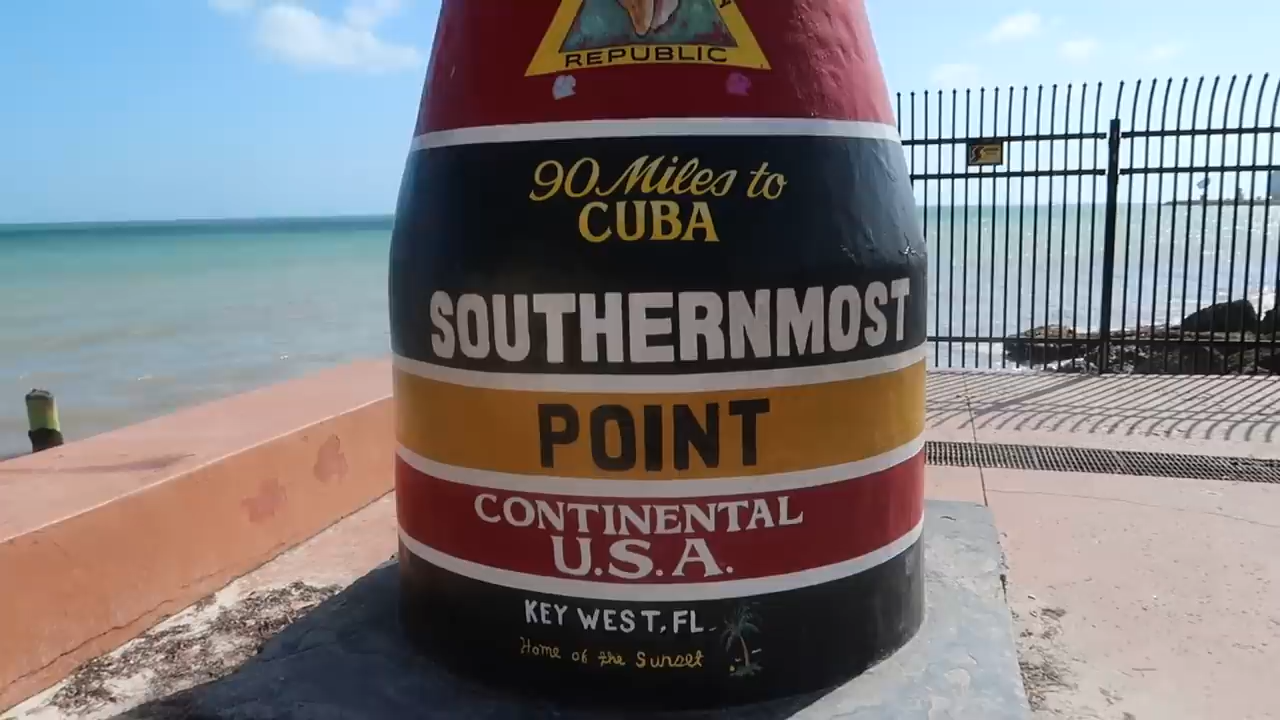 REPUBLIC
90 Miles to
CUBA
SOUTHERNMOST
POINT
CONTINENTAL
U.S.A.
KEY WEST, FL.
Home of the Sunset